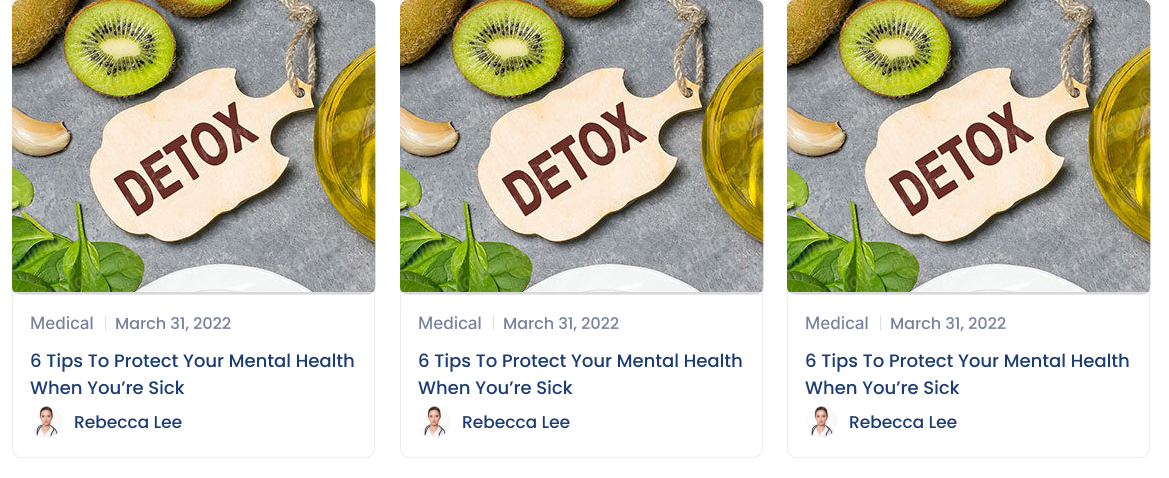 DETOX
Medical | March 31, 2022
6 Tips To Protect Your Mental Health
When You’re Sick
Rebecca Lee
DETOX
Medical | March 31, 2022
6 Tips To Protect Your Mental Health
When You’re Sick
Rebecca Lee
DETOX
Medical | March 31, 2022
6 Tips To Protect Your Mental Health
When You’re Sick
Rebecca Lee